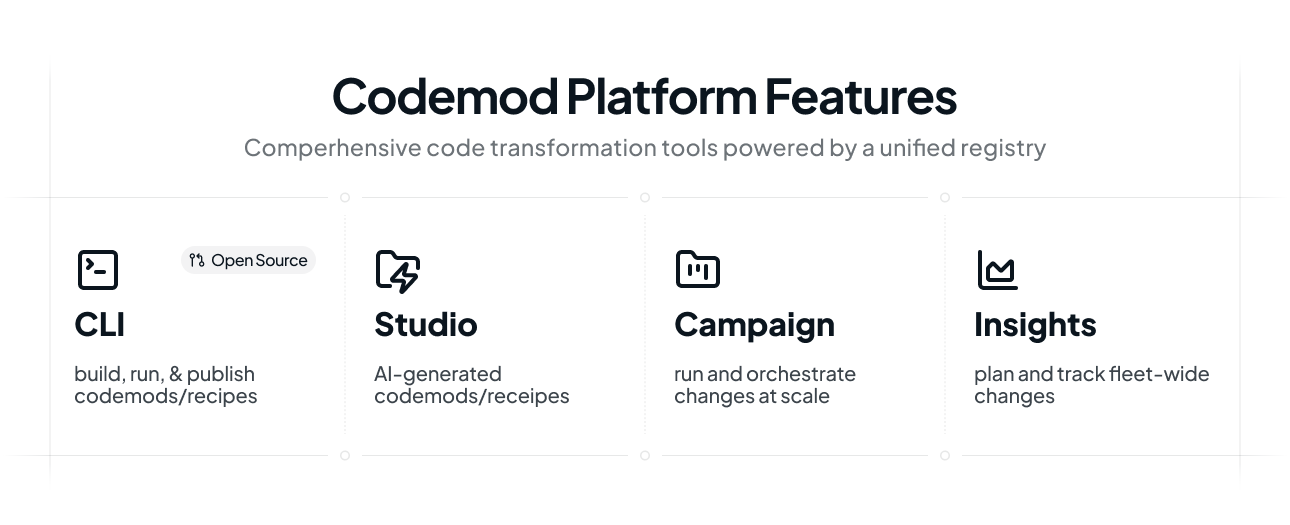 Codemod Platform Features
Comperhensive code transformation tools powered by a unified registry
Open Source
CLI
build, run, & publish
codemods/recipes
Studio
AI-generated
codemods/receipes
Campaign
run and orchestrate
changes at scale
Insights
plan and track fleet-wide
changes